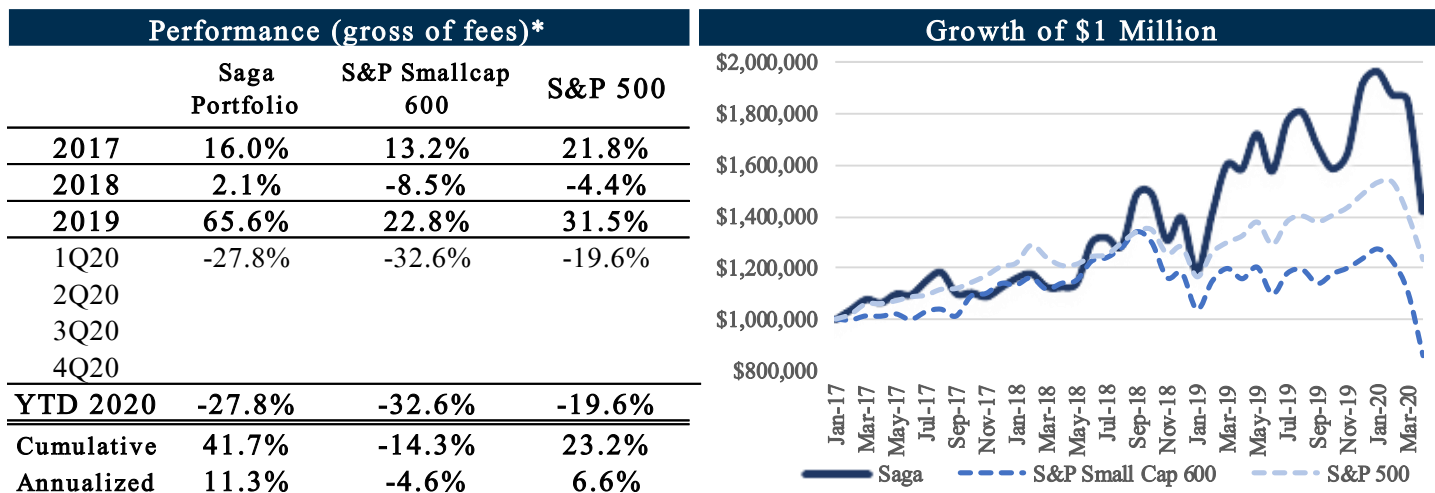 Performance (gross of fees)*
Saga Portfolio S&P Smallcap 600 S&P 500
2017 16.0% 13.2% 21.8%
2018 2.1% -8.5% -4.4%
2019 65.6% 22.8% 31.5%
1Q20 -27.8% -32.6% -19.6%
2Q20
3Q20
4Q20
YTD 2020 -27.8% -32.6% -19.6%
Cumulative 41.7% -14.3% 23.2%
Annualized 11.3% -4.6% 6.6%
Growth of $1 Million
$2,000,000
$1,800,000
$1,600,000
$1,400,000
$1,200,000
$1,000,000
$800,000
Jan-17 Mar-17 May-17 Jul-17 Sep-17 Nov-17 Jan-18 Mar-18 May-18 Jul-18 Sep-18 Nov-18 Jan-19 Mar-19 May-19 Jul-19 Sep-19 Nov-19 Jan-20 Mar-20
Saga S&P Small Cap 600 S&P 500